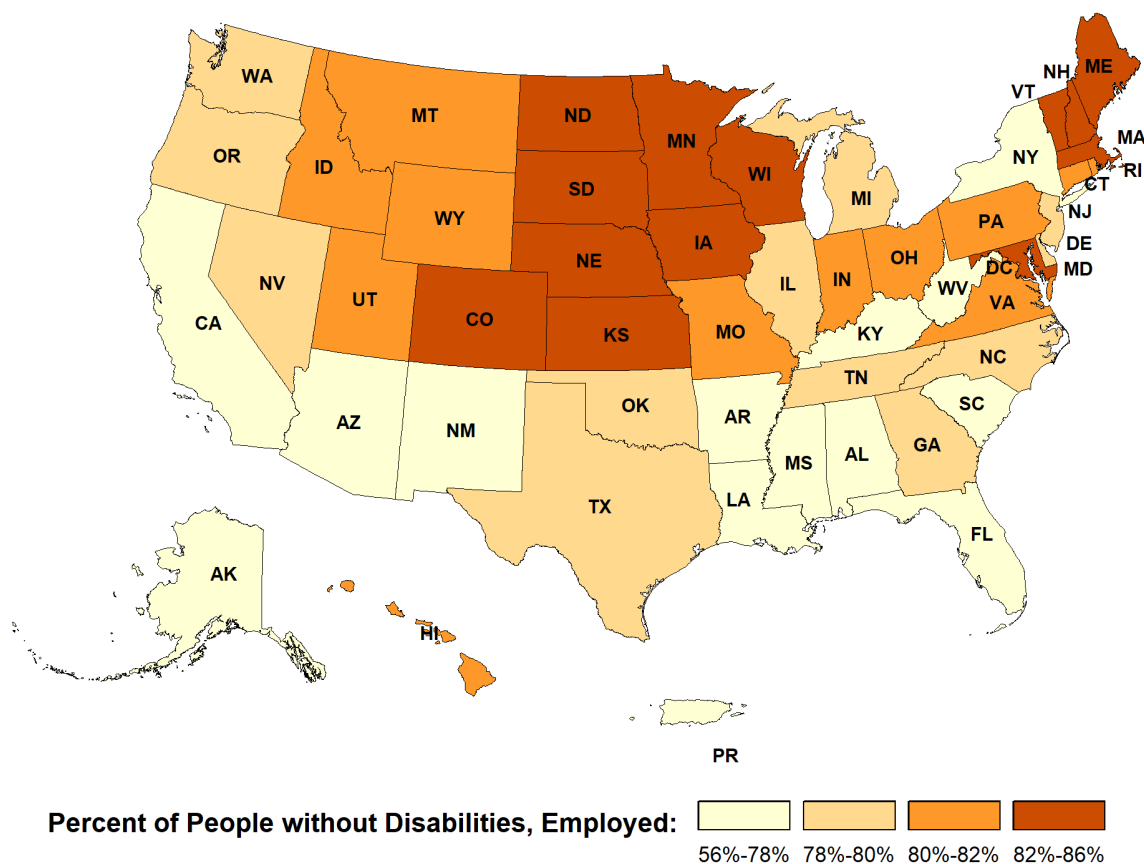 ME
NH
WA
VT
ND
MT
MN
MA
NY
OR
WI
RI
ID
SD
MI
CT
WY
NJ
PA
IA
DE
NE
OH
DC
MD
NV
IL
IN
WV
UT
VA
CO
CA
KS
MO
KY
NC
TN
OK
SC
AZ
NM
AR
GA
MS
AL
LA
TX
FL
AK
HI
PR
Percent of People without Disabilities, Employed:
56%-78% 78%-80% 80%-82% 82%-86%